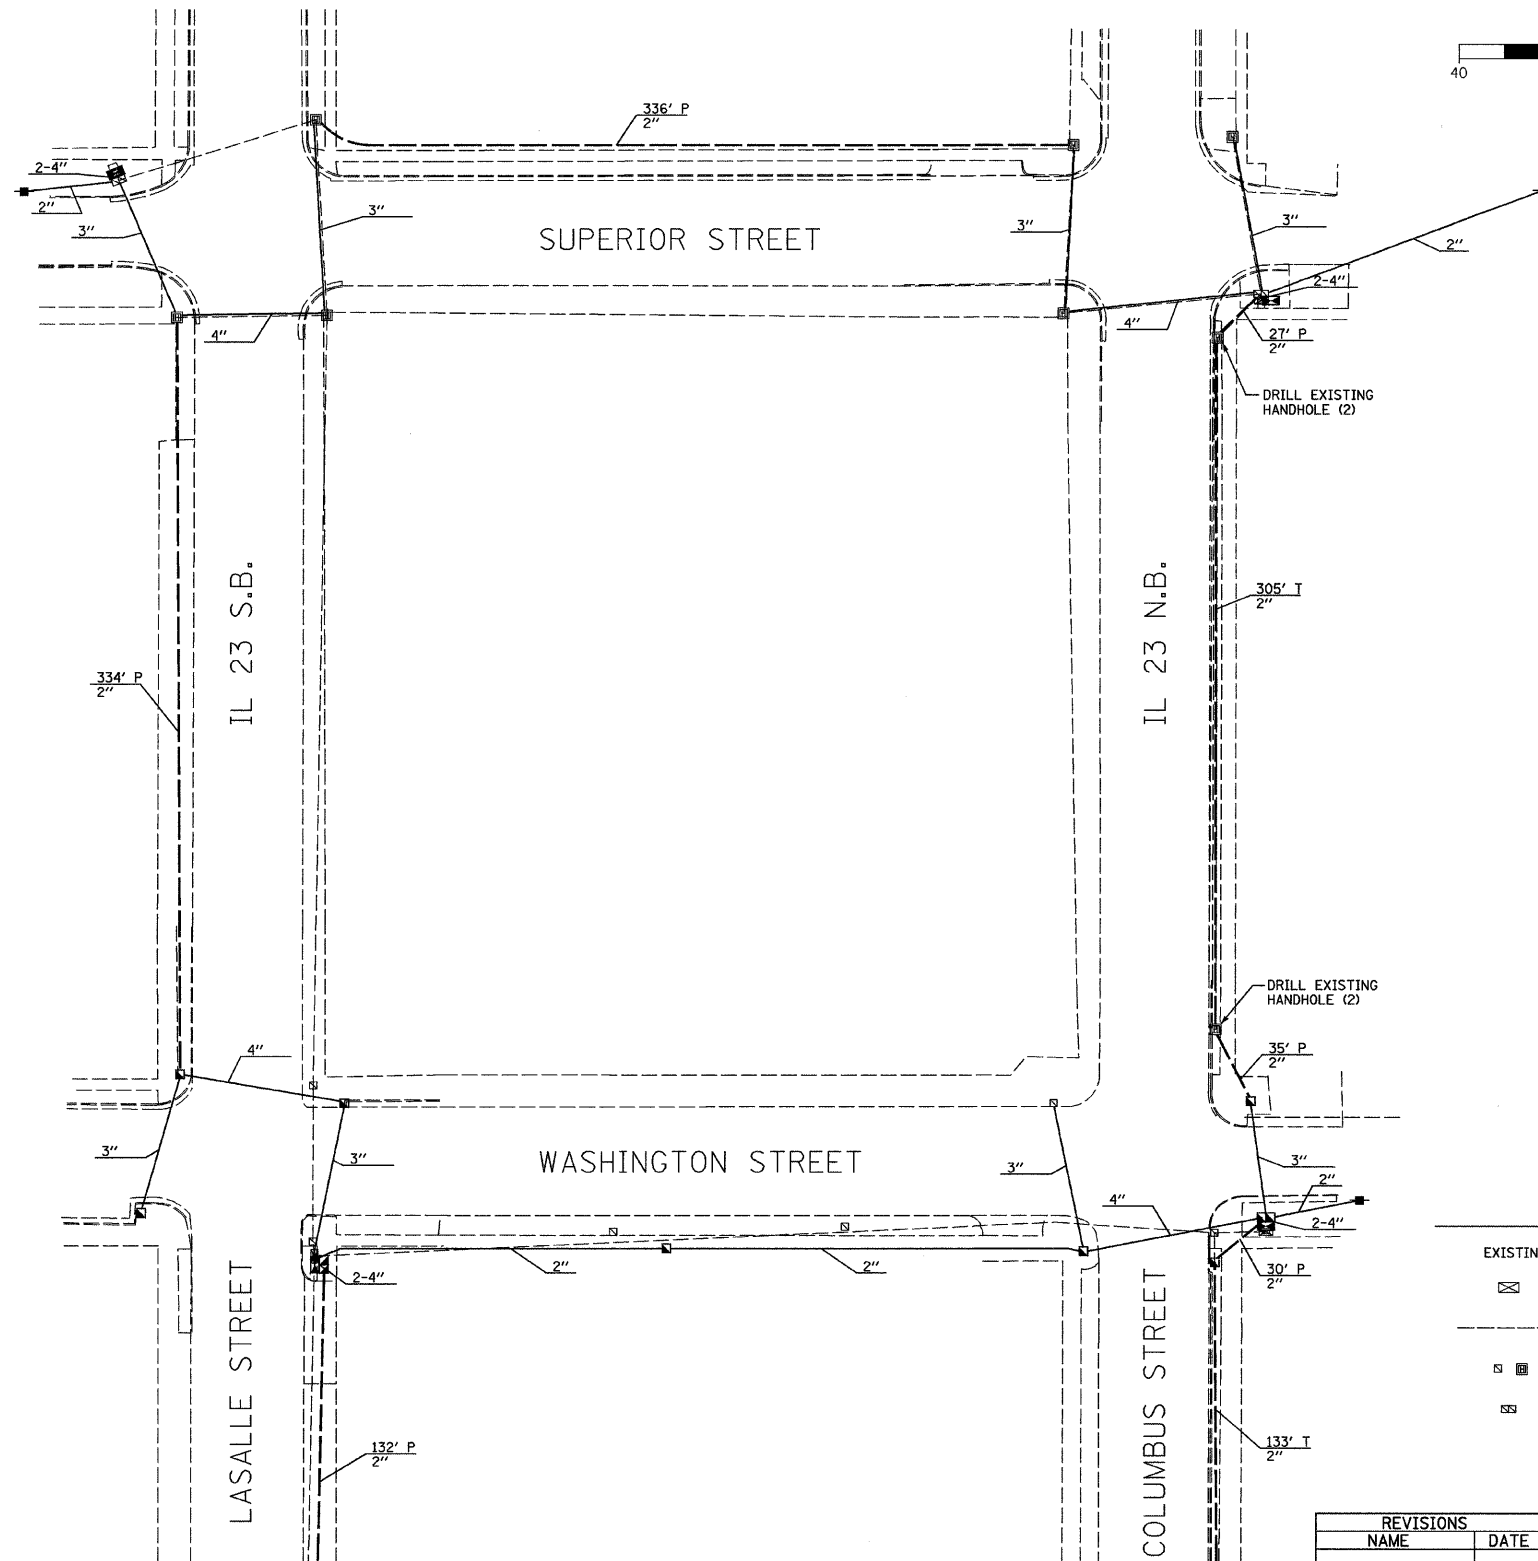 40
336' P
2"
2-4"
2"
3"
3"
SUPERIOR STREET
3"
3"
2"
2-4"
4"
4"
27' P
2"
DRILL EXISTING
HANDHOLE (2)
IL 23 S.B.
IL 23 N.B.
305' T
2"
334' P
2"
DRILL EXISTING
HANDHOLE (2)
4"
35' P
2"
3"
3"
WASHINGTON STREET
3"
3"
2"
4"
2-4"
2"
2"
2-4"
30' P
2"
EXISTIN
LASALLE STREET
COLUMBUS STREET
H
132' P
2"
133' T
2"
REVISIONS
NAME DATE